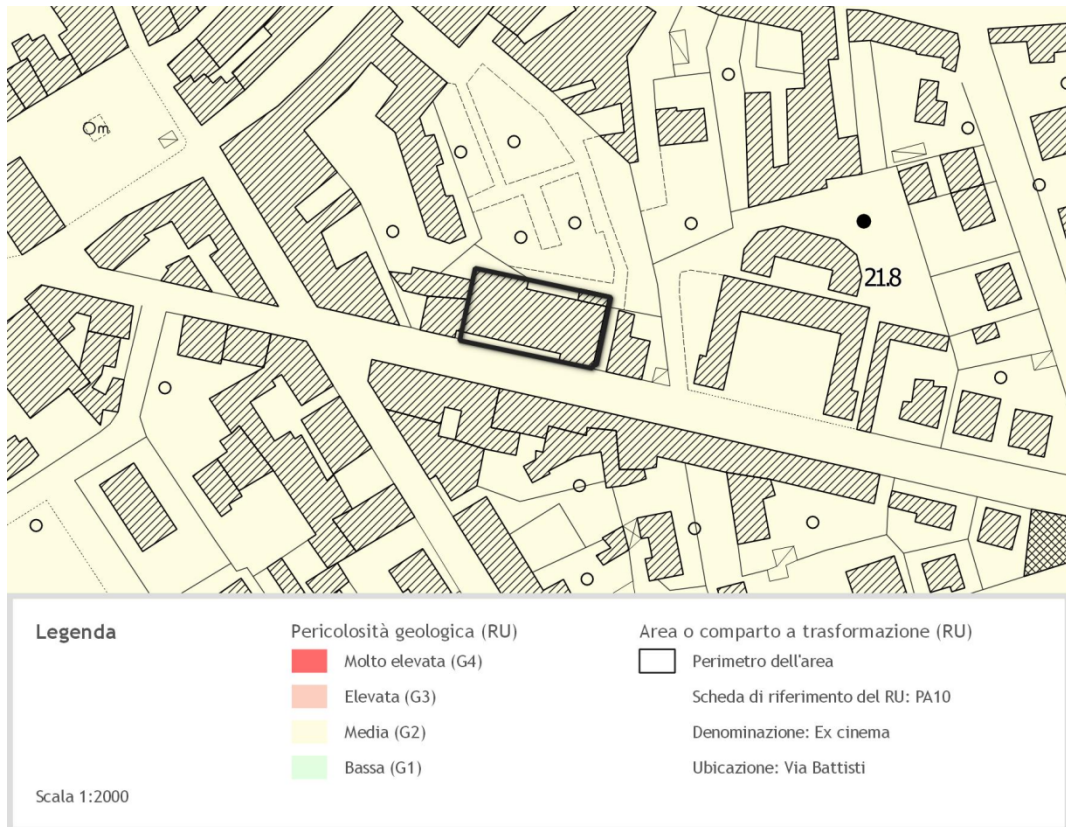 m.
21.8
Legenda
Pericolosità geologica (RU)
Molto elevata (G4)
Elevata (G3)
Media (G2)
Bassa (G1)
Area o comparto a trasformazione (RU)
Perimetro dell'area
Scheda di riferimento del RU: PA10
Denominazione: Ex cinema
Ubicazione: Via Battisti
Scala 1:2000